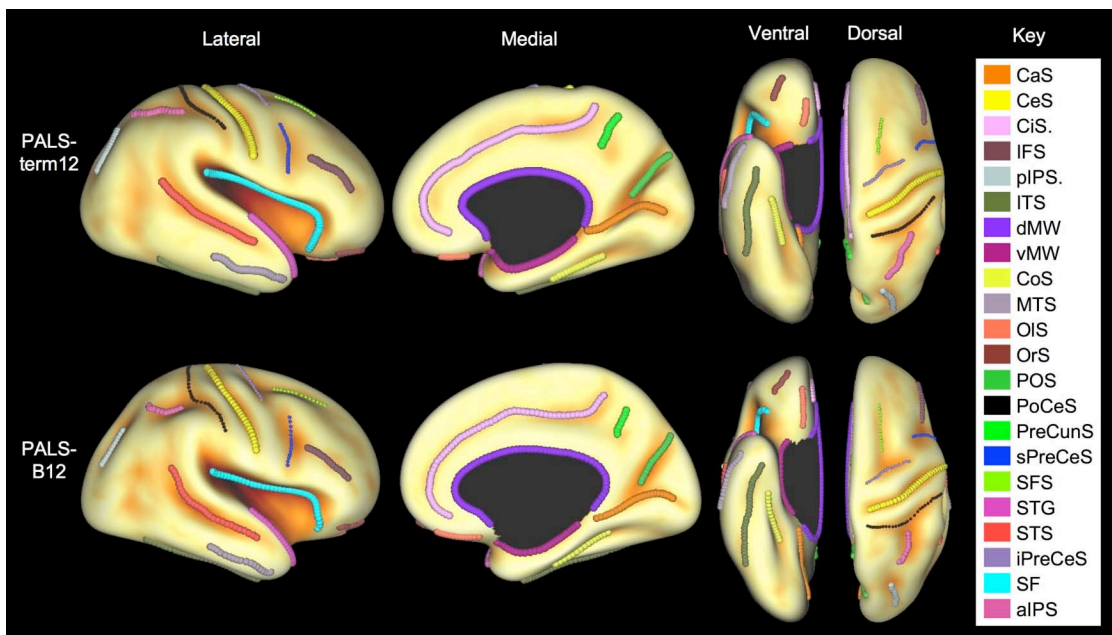 Lateral
Medial
Ventral
Dorsal
Key
PALS-
term12
PALS-
B12
CaS
CeS
CiS.
IFS
pIPS.
ITS
dMW
vMW
CoS
MTS
OlS
OrS
POS
PoCeS
PreCunS
sPreCeS
SFS
STG
STS
iPreCeS
SF
aIPS